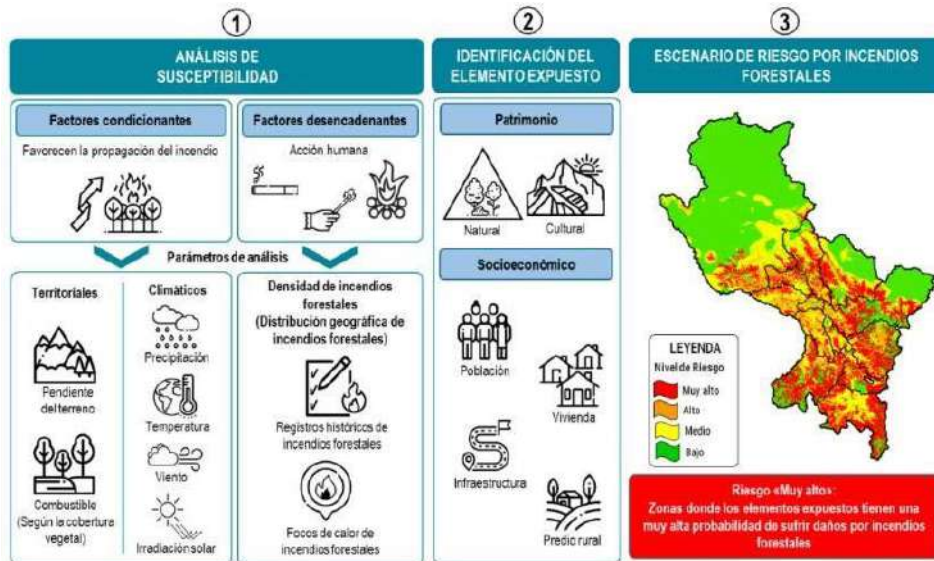 1
ANÁLISIS DE
SUSCEPTIBILIDAD
Factores condicionantes
Favorecen la propagación del incendio
Factores desencadenantes
Acción humana
Parámetros de análisis
Territoriales
Pendiente
del terreno
Combustible
(Según la cobertura
vegetal)
Climáticos
Precipitación
Temperatura
Viento
Irradiación solar
Densidad de incendios
forestales
(Distribución geográfica de
incendios forestales)
Registros históricos de
incendios forestales
Focos de calor de
incendios forestales
2
IDENTIFICACIÓN DEL
ELEMENTO EXPUESTO
Patrimonio
Natural
Cultural
Socioeconómico
Población
Vivienda
Infraestructura
Predio rural
3
ESCENARIO DE RIESGO POR INCENDIOS
FORESTALES
LEYENDA
Nivel de Riesgo
Muy alto
Alto
Medio
Bajo
Riesgo «Muy alto»:
Zonas donde los elementos expuestos tienen una
muy alta probabilidad de sufrir daños por incendios
forestales